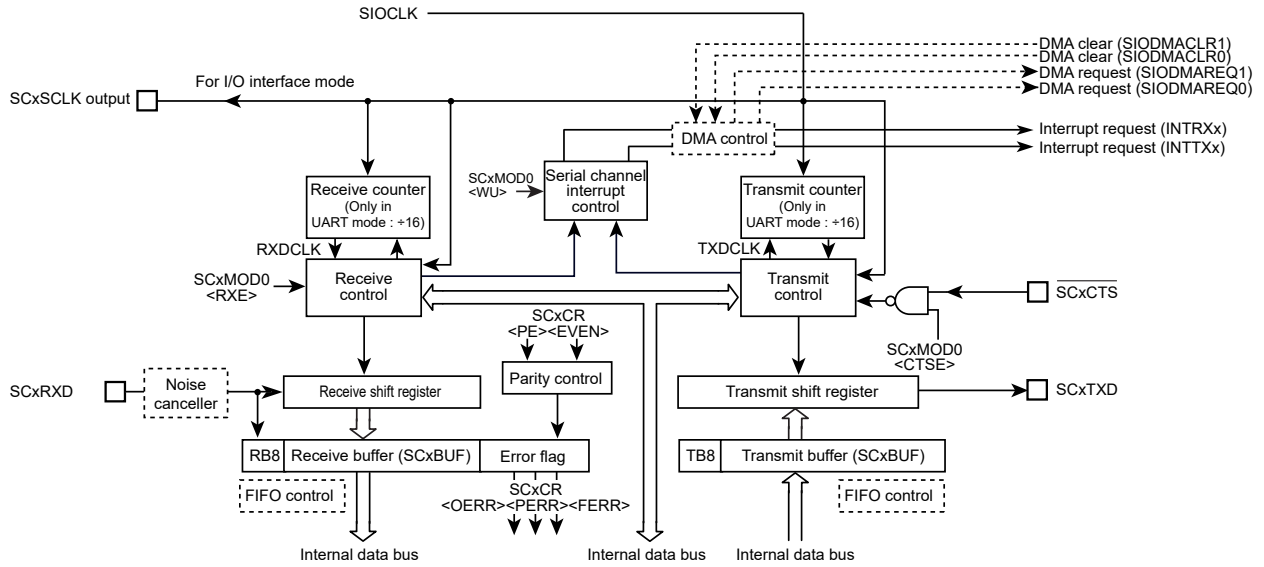 SIOCLK
DMA clear (SIODMACLR1)
DMA clear (SIODMACLR0)
DMA request (SIODMAREQ1)
DMA request (SIODMAREQ0)
For I/O interface mode
SCxSCLK output
DMA control
Interrupt request (INTRXx)
Interrupt request (INTTXx)
Receive counter
(Only in
UART mode : ÷16)
SCxMOD0
<WU>
Serial channel
interrupt
control
Transmit counter
(Only in
UART mode : ÷16)
RXDCLK
TXDCLK
SCxMOD0
<RXE>
Receive
control
Transmit
control
SCxCTS
SCxCR
<PE><EVEN>
SCxMOD0
<CTSE>
SCxRXD
Noise
canceller
Receive shift register
Parity control
Transmit shift register
SCxTXD
RB8
Receive buffer (SCxBUF)
Error flag
TB8
Transmit buffer (SCxBUF)
FIFO control
SCxCR
<OERR><PERR><FERR>
FIFO control
Internal data bus
Internal data bus
Internal data bus